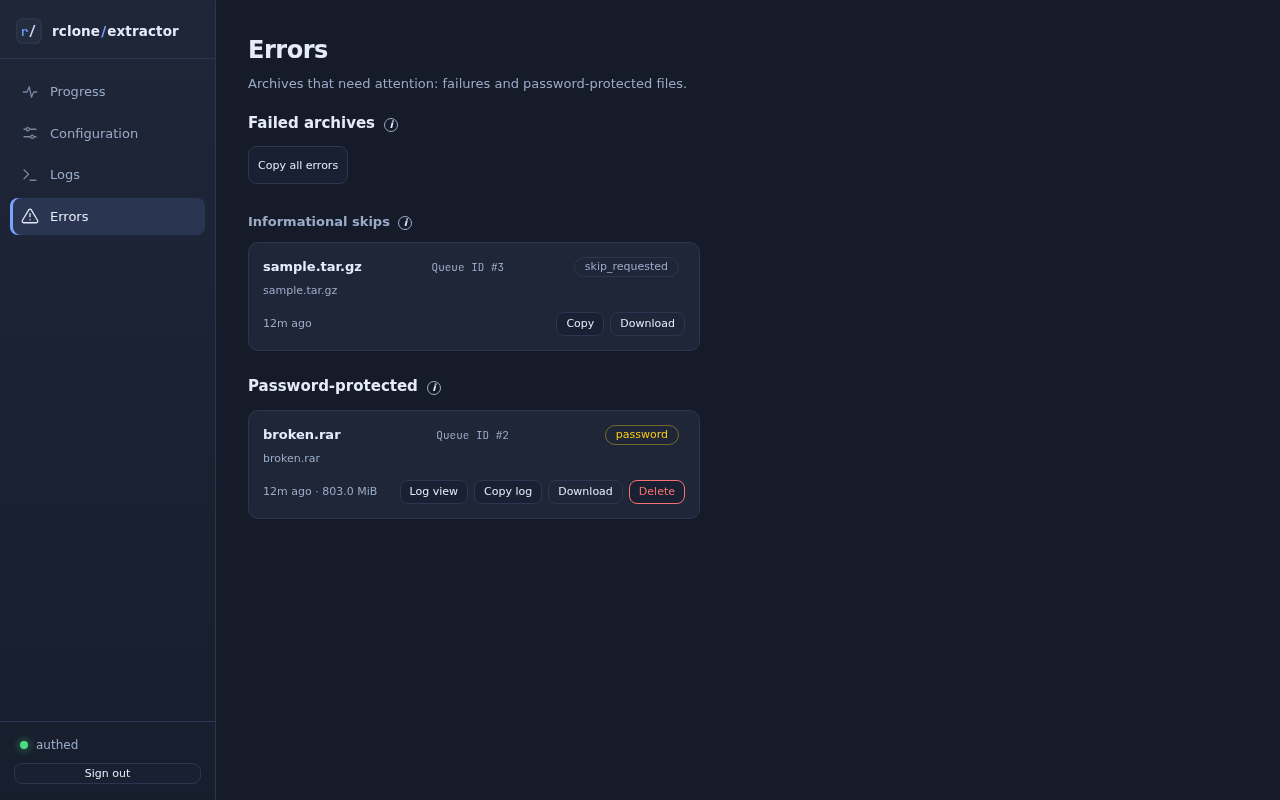 r/ rclone/extractor
Progress
Configuration
Logs
Errors
authed
Sign out
Errors
Archives that need attention: failures and password-protected files.
Failed archives i
Copy all errors
Informational skips i
sample.tar.gz Queue ID #3 skip_requested
sample.tar.gz
12m ago Copy Download
Password-protected i
broken.rar Queue ID #2 password
broken.rar
12m ago · 803.0 MiB Log view Copy log Download Delete